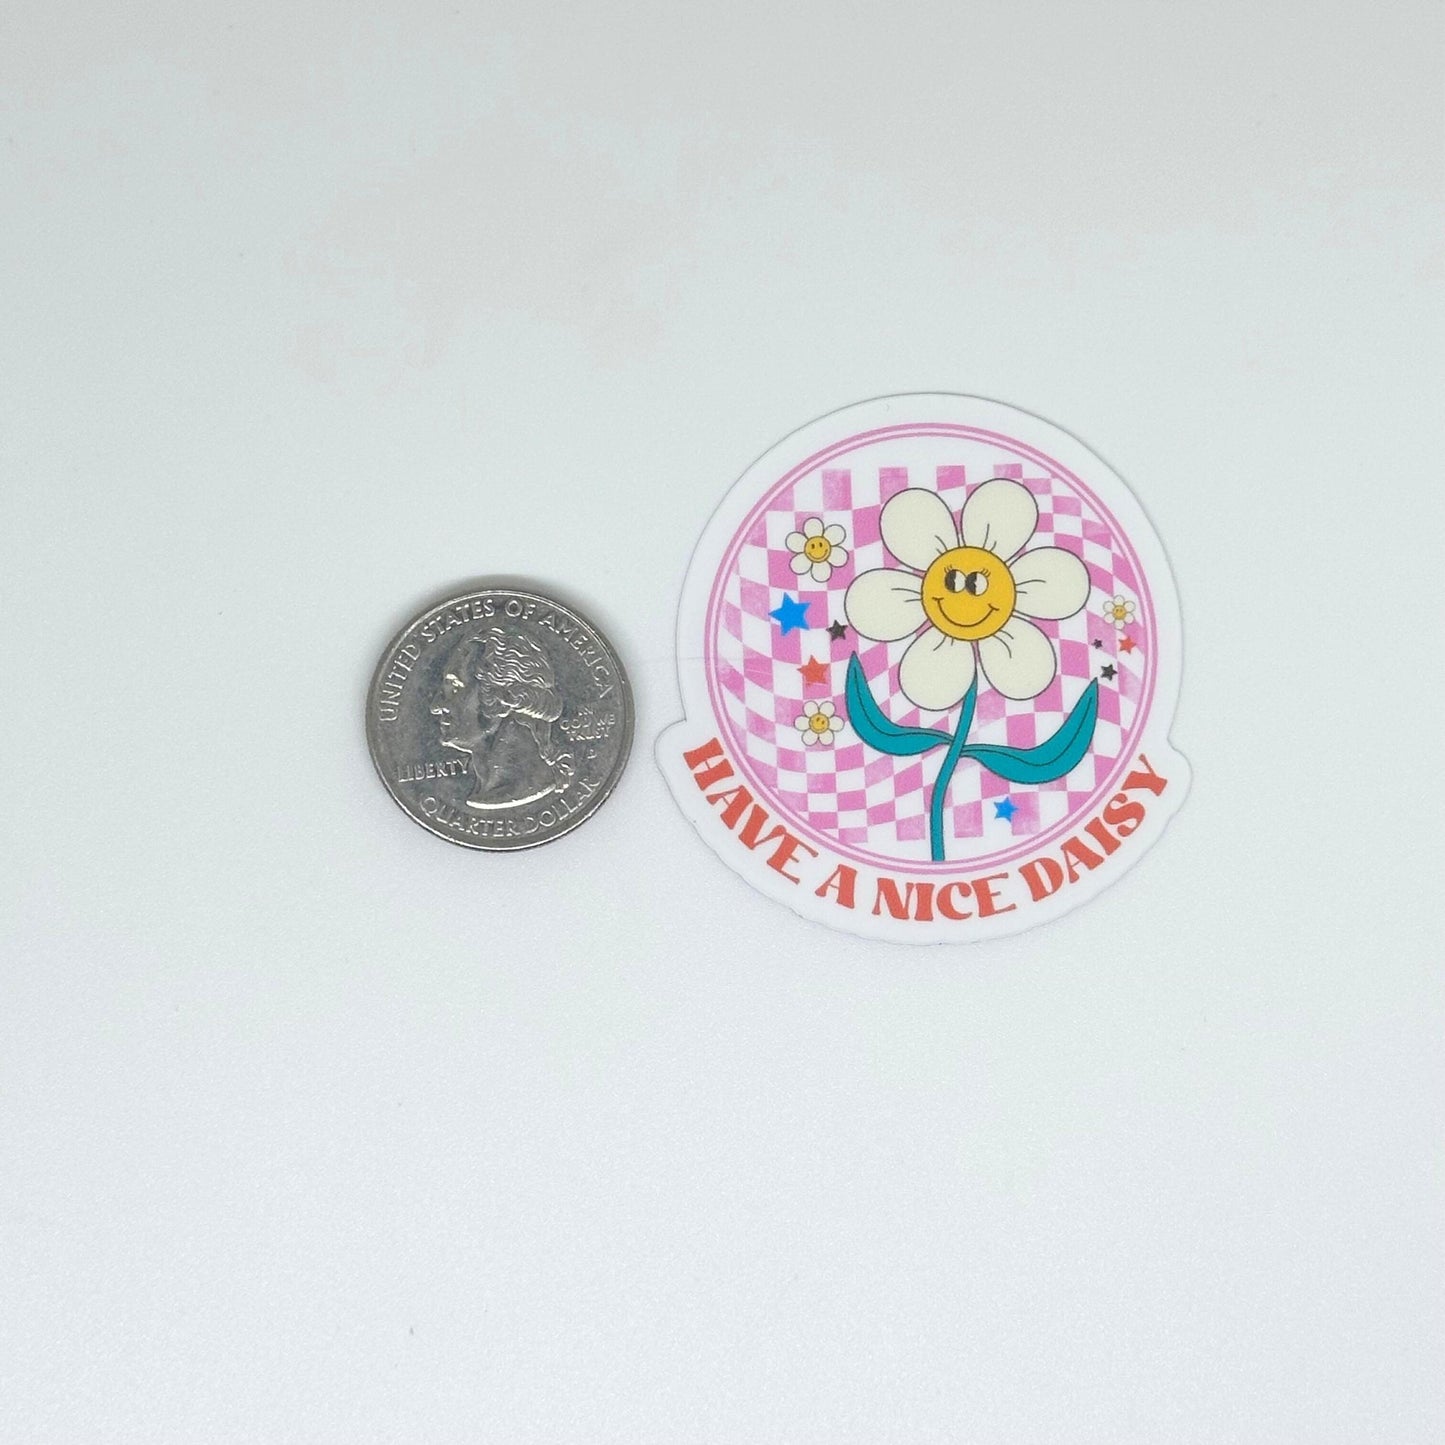 UNITED STATES OF AMERICA
LIBERTY
IN
GOD WE
TRUST
D
QUARTER DOLLAR
HAVE A NICE DAISY